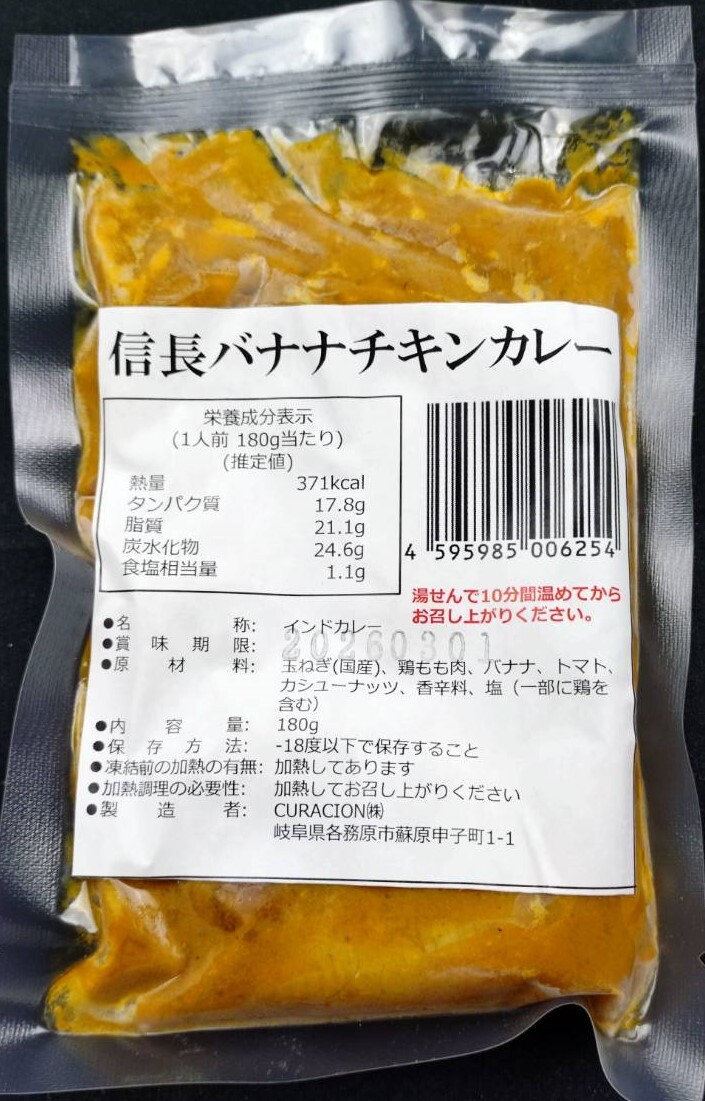 信長バナナチキンカレー
栄養成分表示
(1人前 180g当たり)
(推定値)
熱量 371kcal
タンパク質 17.8g
脂質 21.1g
炭水化物 24.6g
食塩相当量 1.1g
4 595985 006254
湯せんで10分間温めてから
お召し上がりください。
●名称: インドカレー
●賞味期限: 20260301
●原材料: 玉ねぎ(国産)、鶏もも肉、バナナ、トマト、
カシューナッツ、香辛料、塩（一部に鶏を
含む）
●内容量: 180g
●保存方法: -18度以下で保存すること
●凍結前の加熱の有無: 加熱してあります
●加熱調理の必要性: 加熱してお召し上がりください
●製造者: CURACION㈱
岐阜県各務原市蘇原申子町1-1